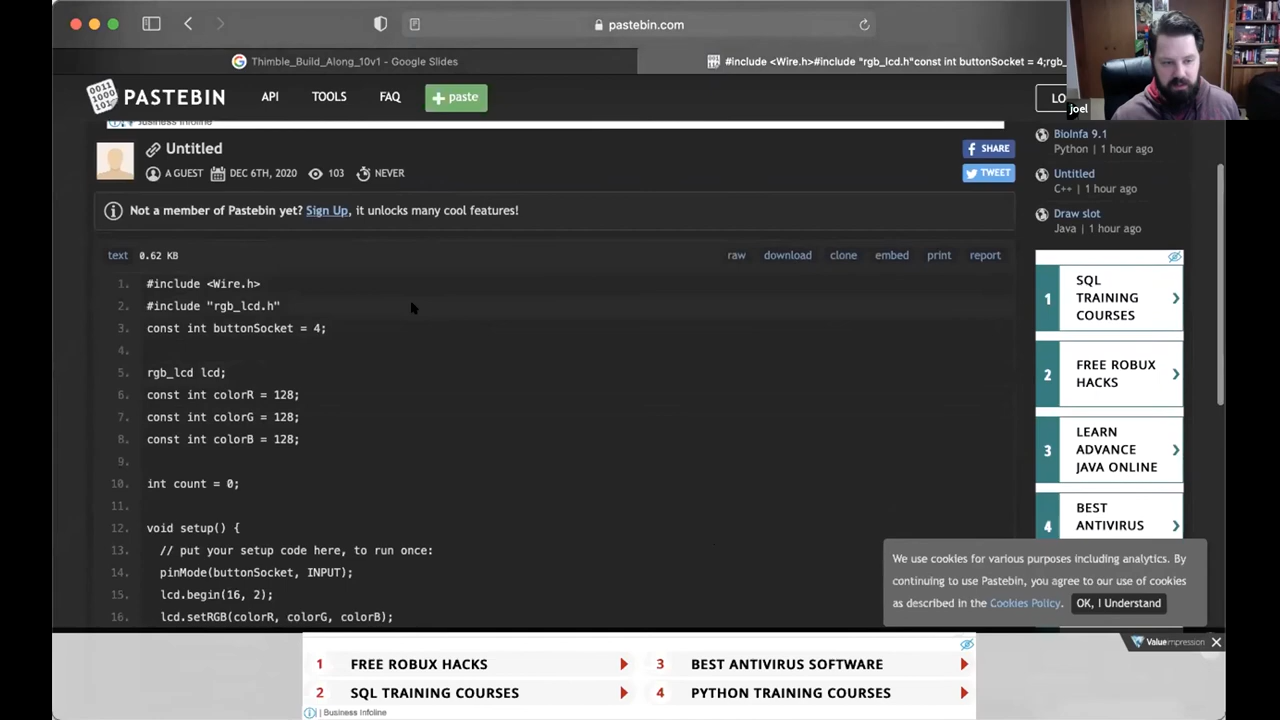 pastebin.com
Thimble_Build_Along_10v1 - Google Slides
#include <Wire.h>#include "rgb_lcd.h"const int buttonSocket = 4;rgb_
joel
0011
1000
101
PASTEBIN
API
TOOLS
FAQ
+ paste
LO
Business Infoline
Untitled
A GUEST
DEC 6TH, 2020
103
NEVER
SHARE
TWEET
Not a member of Pastebin yet? Sign Up, it unlocks many cool features!
text 0.62 KB
raw download clone embed print report
1. #include <Wire.h>
2. #include "rgb_lcd.h"
3. const int buttonSocket = 4;
4.
5. rgb_lcd lcd;
6. const int colorR = 128;
7. const int colorG = 128;
8. const int colorB = 128;
9.
10. int count = 0;
11.
12. void setup() {
13. // put your setup code here, to run once:
14. pinMode(buttonSocket, INPUT);
15. lcd.begin(16, 2);
16. lcd.setRGB(colorR, colorG, colorB);
BioInfa 9.1
Python | 1 hour ago
Untitled
C++ | 1 hour ago
Draw slot
Java | 1 hour ago
1 SQL
TRAINING
COURSES
2 FREE ROBUX
HACKS
3 LEARN
ADVANCE
JAVA ONLINE
4 BEST
ANTIVIRUS
We use cookies for various purposes including analytics. By
continuing to use Pastebin, you agree to our use of cookies
as described in the Cookies Policy. OK, I Understand
Valueimpression
1 FREE ROBUX HACKS
3 BEST ANTIVIRUS SOFTWARE
2 SQL TRAINING COURSES
4 PYTHON TRAINING COURSES
Business Infoline